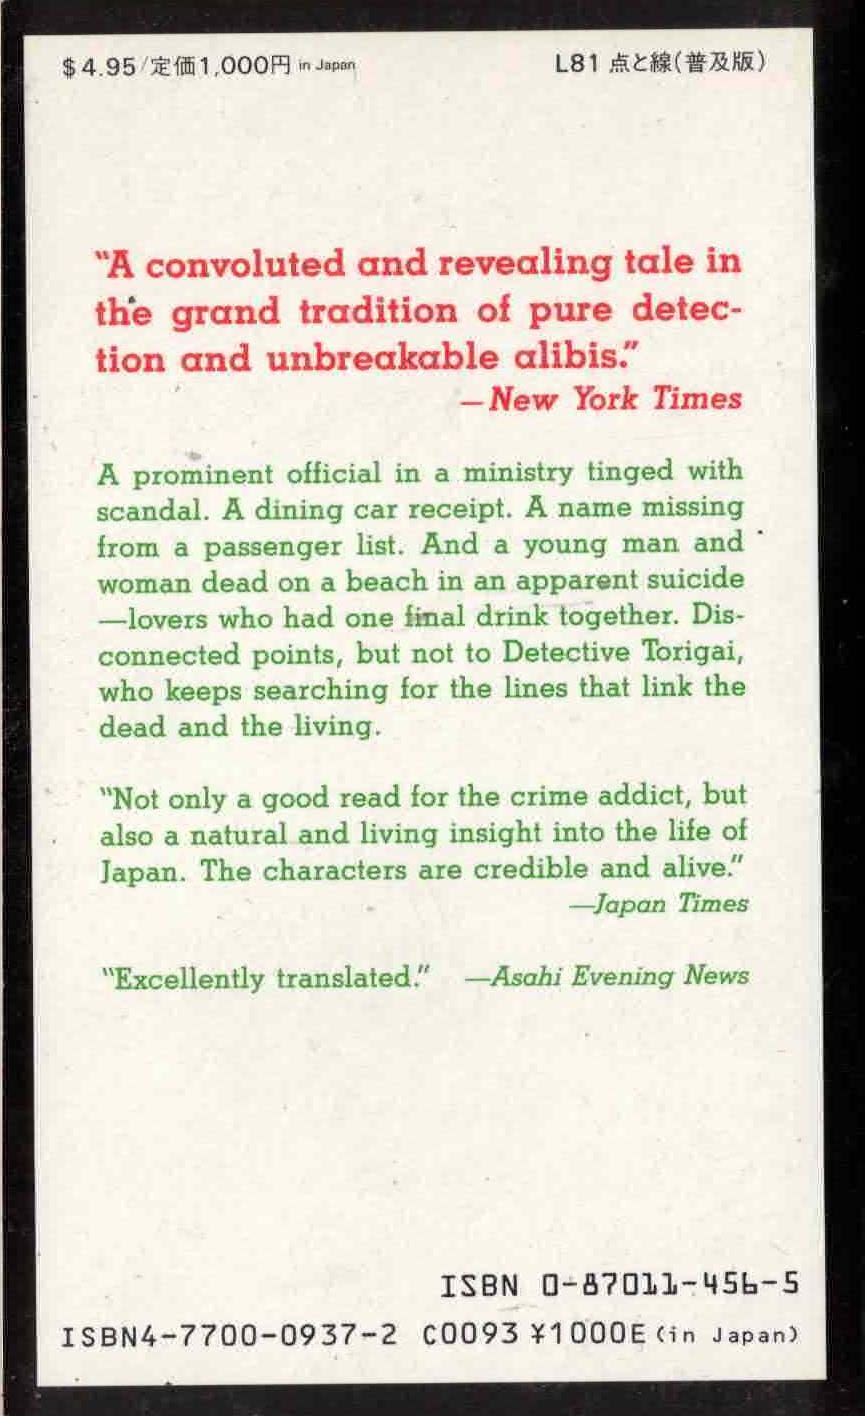 $4.95/定価1,000円 in Japan
L81 点と線(普及版)
"A convoluted and revealing tale in
the grand tradition of pure detec-
tion and unbreakable alibis."
—New York Times
A prominent official in a ministry tinged with
scandal. A dining car receipt. A name missing
from a passenger list. And a young man and
woman dead on a beach in an apparent suicide
—lovers who had one final drink together. Dis-
connected points, but not to Detective Torigai,
who keeps searching for the lines that link the
dead and the living.
"Not only a good read for the crime addict, but
also a natural and living insight into the life of
Japan. The characters are credible and alive."
—Japan Times
"Excellently translated." —Asahi Evening News
ISBN 0-87011-456-5
ISBN4-7700-0937-2 C0093 ¥1000E (in Japan)